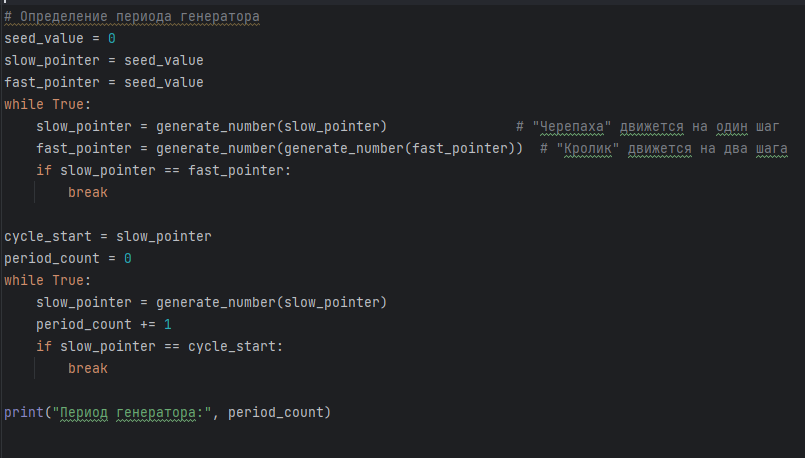 # Определение периода генератора
seed_value = 0
slow_pointer = seed_value
fast_pointer = seed_value
while True:
    slow_pointer = generate_number(slow_pointer)                # "Черепаха" движется на один шаг
    fast_pointer = generate_number(generate_number(fast_pointer))  # "Кролик" движется на два шага
    if slow_pointer == fast_pointer:
        break

cycle_start = slow_pointer
period_count = 0
while True:
    slow_pointer = generate_number(slow_pointer)
    period_count += 1
    if slow_pointer == cycle_start:
        break

print("Период генератора:", period_count)